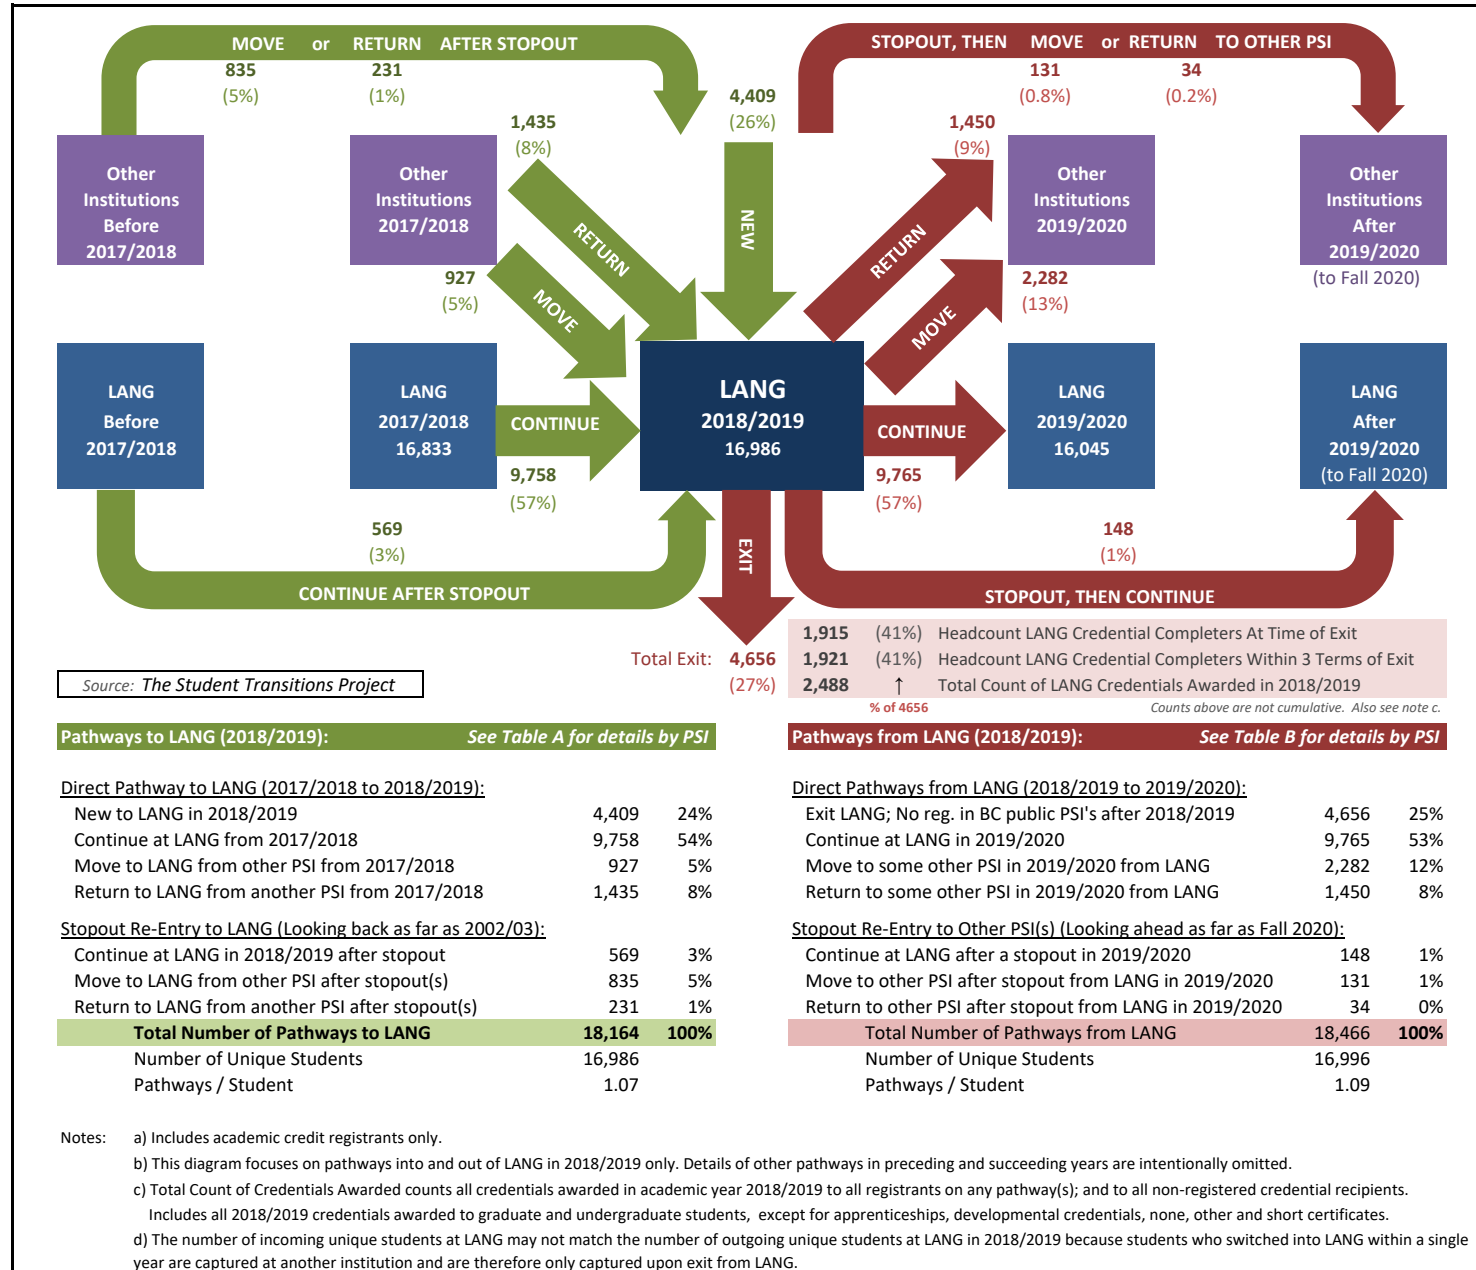 MOVE or RETURN AFTER STOPOUT
835 231
(5%) (1%)
STOPOUT, THEN MOVE or RETURN TO OTHER PSI
131 34
(0.8%) (0.2%)
4,409
(26%)
1,435
(8%)
1,450
(9%)
Other
Institutions
Before
2017/2018
Other
Institutions
2017/2018
NEW
Other
Institutions
2019/2020
Other
Institutions
After
2019/2020
(to Fall 2020)
RETURN
RETURN
927
(5%)
MOVE
2,282
(13%)
MOVE
LANG
Before
2017/2018
LANG
2017/2018
16,833
CONTINUE
9,758
(57%)
LANG
2018/2019
16,986
CONTINUE
9,765
(57%)
LANG
2019/2020
16,045
LANG
After
2019/2020
(to Fall 2020)
569
(3%)
CONTINUE AFTER STOPOUT
EXIT
148
(1%)
STOPOUT, THEN CONTINUE
Total Exit: 4,656
(27%)
1,915 (41%) Headcount LANG Credential Completers At Time of Exit
1,921 (41%) Headcount LANG Credential Completers Within 3 Terms of Exit
2,488 ↑ Total Count of LANG Credentials Awarded in 2018/2019
% of 4656 Counts above are not cumulative. Also see note c.
Source: The Student Transitions Project
Pathways to LANG (2018/2019): See Table A for details by PSI
Direct Pathway to LANG (2017/2018 to 2018/2019):
New to LANG in 2018/2019 4,409 24%
Continue at LANG from 2017/2018 9,758 54%
Move to LANG from other PSI from 2017/2018 927 5%
Return to LANG from another PSI from 2017/2018 1,435 8%
Stopout Re-Entry to LANG (Looking back as far as 2002/03):
Continue at LANG in 2018/2019 after stopout 569 3%
Move to LANG from other PSI after stopout(s) 835 5%
Return to LANG from another PSI after stopout(s) 231 1%
Total Number of Pathways to LANG 18,164 100%
Number of Unique Students 16,986
Pathways / Student 1.07
Pathways from LANG (2018/2019): See Table B for details by PSI
Direct Pathways from LANG (2018/2019 to 2019/2020):
Exit LANG; No reg. in BC public PSI's after 2018/2019 4,656 25%
Continue at LANG in 2019/2020 9,765 53%
Move to some other PSI in 2019/2020 from LANG 2,282 12%
Return to some other PSI in 2019/2020 from LANG 1,450 8%
Stopout Re-Entry to Other PSI(s) (Looking ahead as far as Fall 2020):
Continue at LANG after a stopout in 2019/2020 148 1%
Move to other PSI after stopout from LANG in 2019/2020 131 1%
Return to other PSI after stopout from LANG in 2019/2020 34 0%
Total Number of Pathways from LANG 18,466 100%
Number of Unique Students 16,996
Pathways / Student 1.09
Notes: a) Includes academic credit registrants only.
b) This diagram focuses on pathways into and out of LANG in 2018/2019 only. Details of other pathways in preceding and succeeding years are intentionally omitted.
c) Total Count of Credentials Awarded counts all credentials awarded in academic year 2018/2019 to all registrants on any pathway(s); and to all non-registered credential recipients.
Includes all 2018/2019 credentials awarded to graduate and undergraduate students, except for apprenticeships, developmental credentials, none, other and short certificates.
d) The number of incoming unique students at LANG may not match the number of outgoing unique students at LANG in 2018/2019 because students who switched into LANG within a single
year are captured at another institution and are therefore only captured upon exit from LANG.